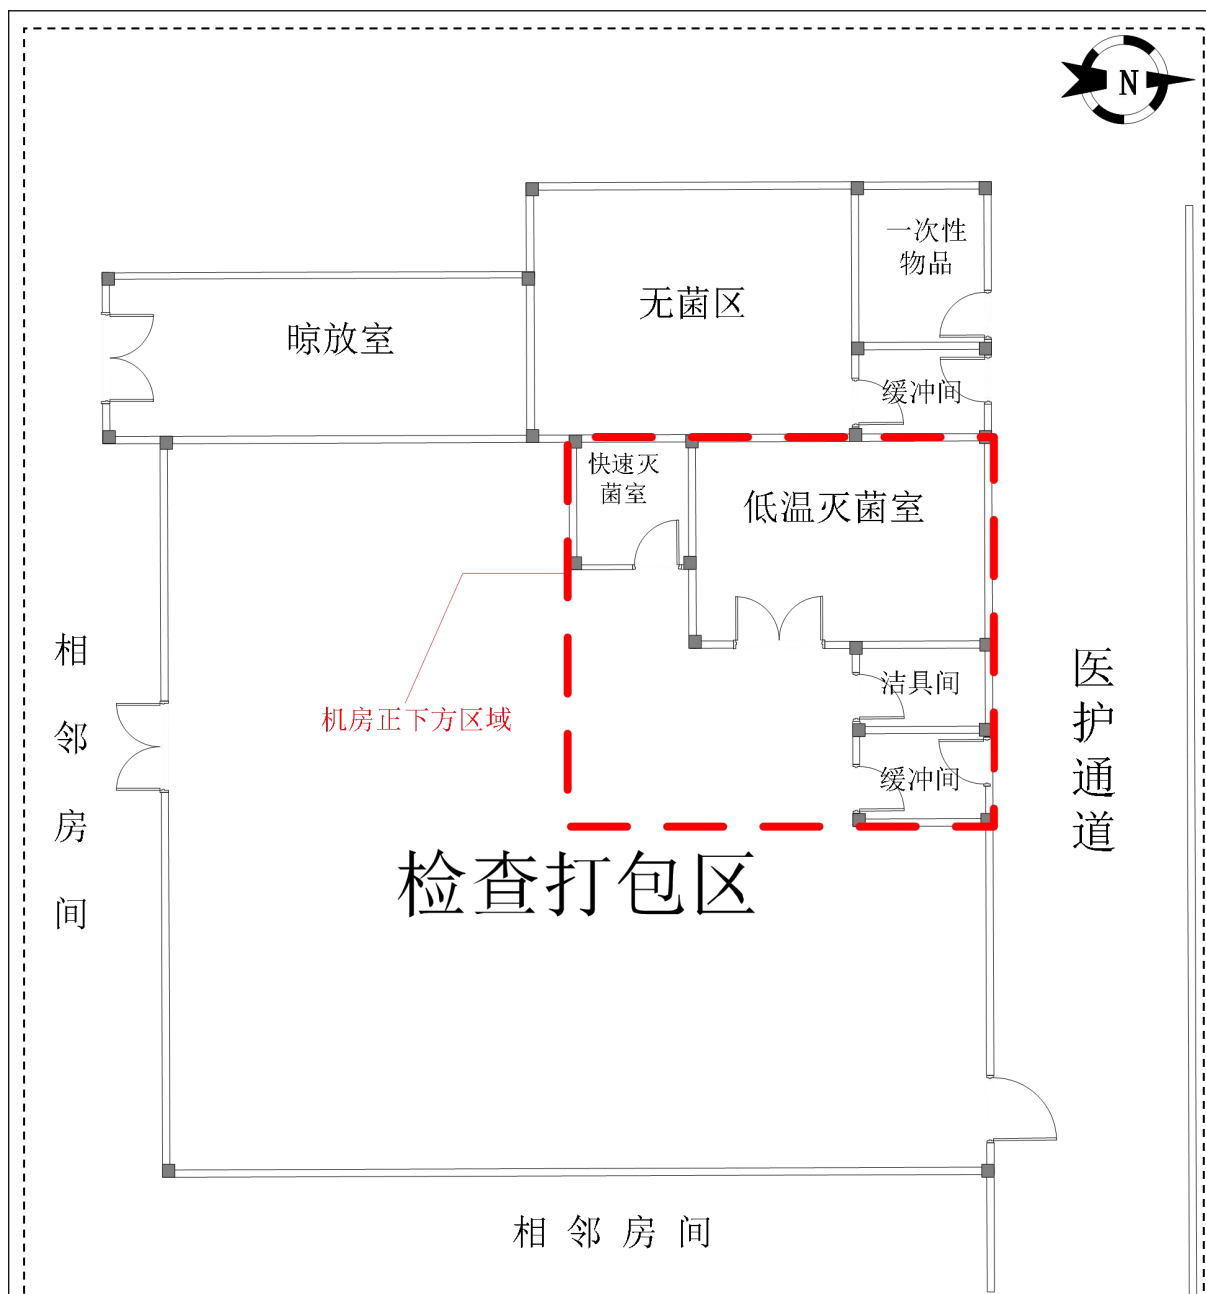 N
一次性
物品
无菌区
晾放室
缓冲间
快速灭
菌室
低温灭菌室
相邻房间
机房正下方区域
洁具间
医护通道
缓冲间
检查打包区
相邻房间